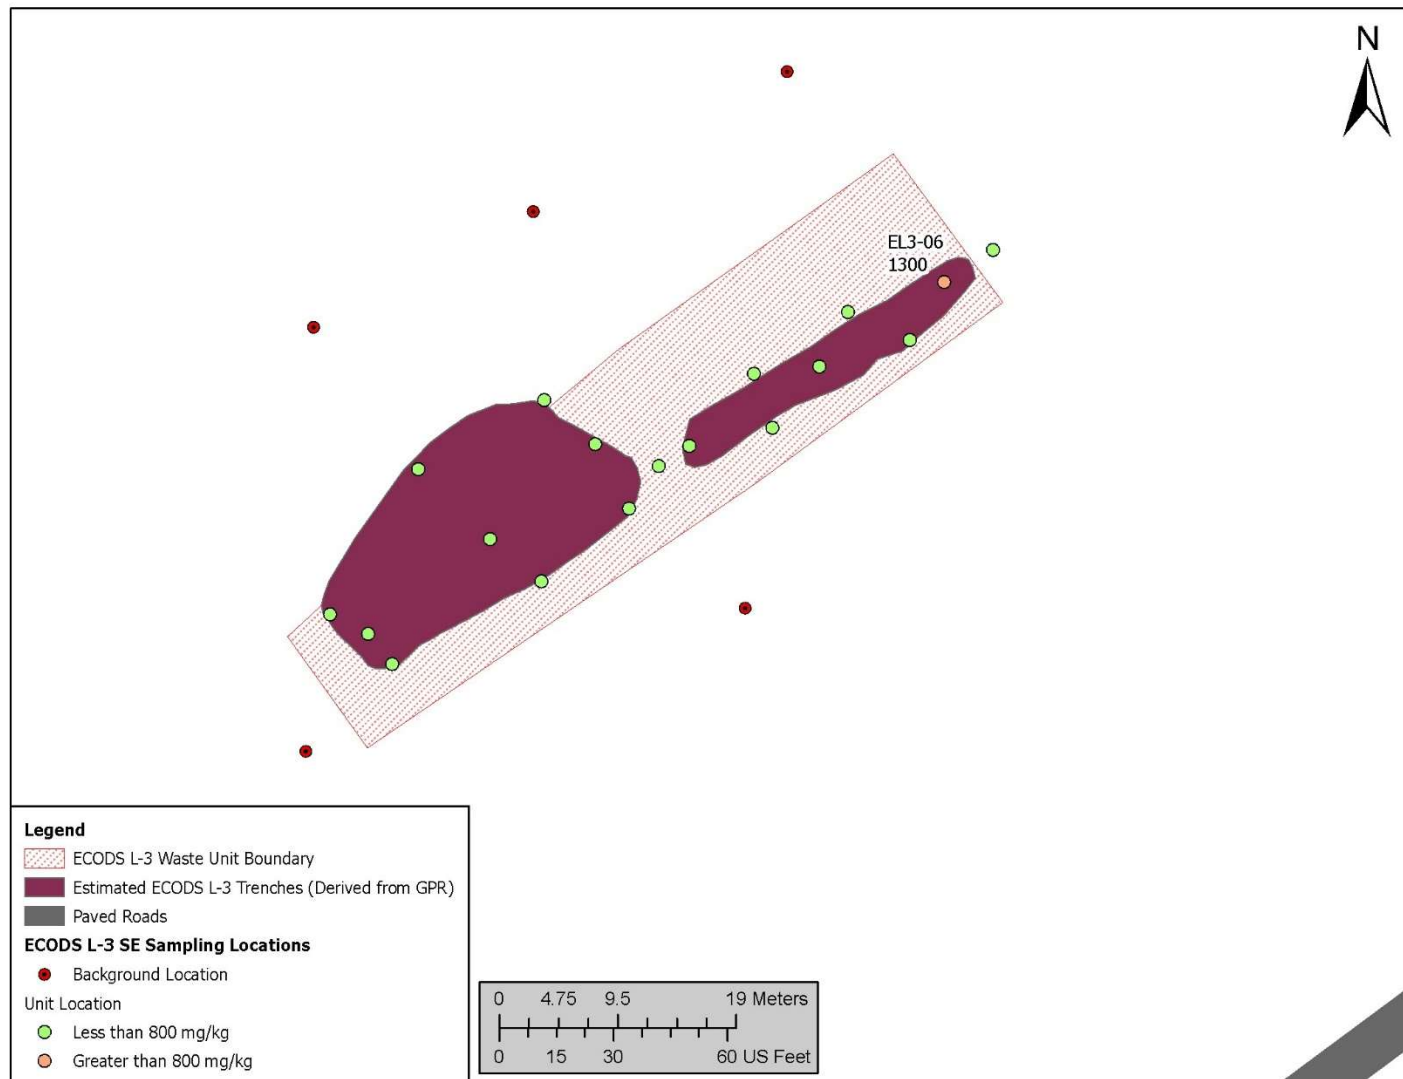 N
EL3-06
1300
Legend
ECODS L-3 Waste Unit Boundary
Estimated ECODS L-3 Trenches (Derived from GPR)
Paved Roads
ECODS L-3 SE Sampling Locations
Background Location
Unit Location
Less than 800 mg/kg
Greater than 800 mg/kg
0 4.75 9.5 19 Meters
0 15 30 60 US Feet